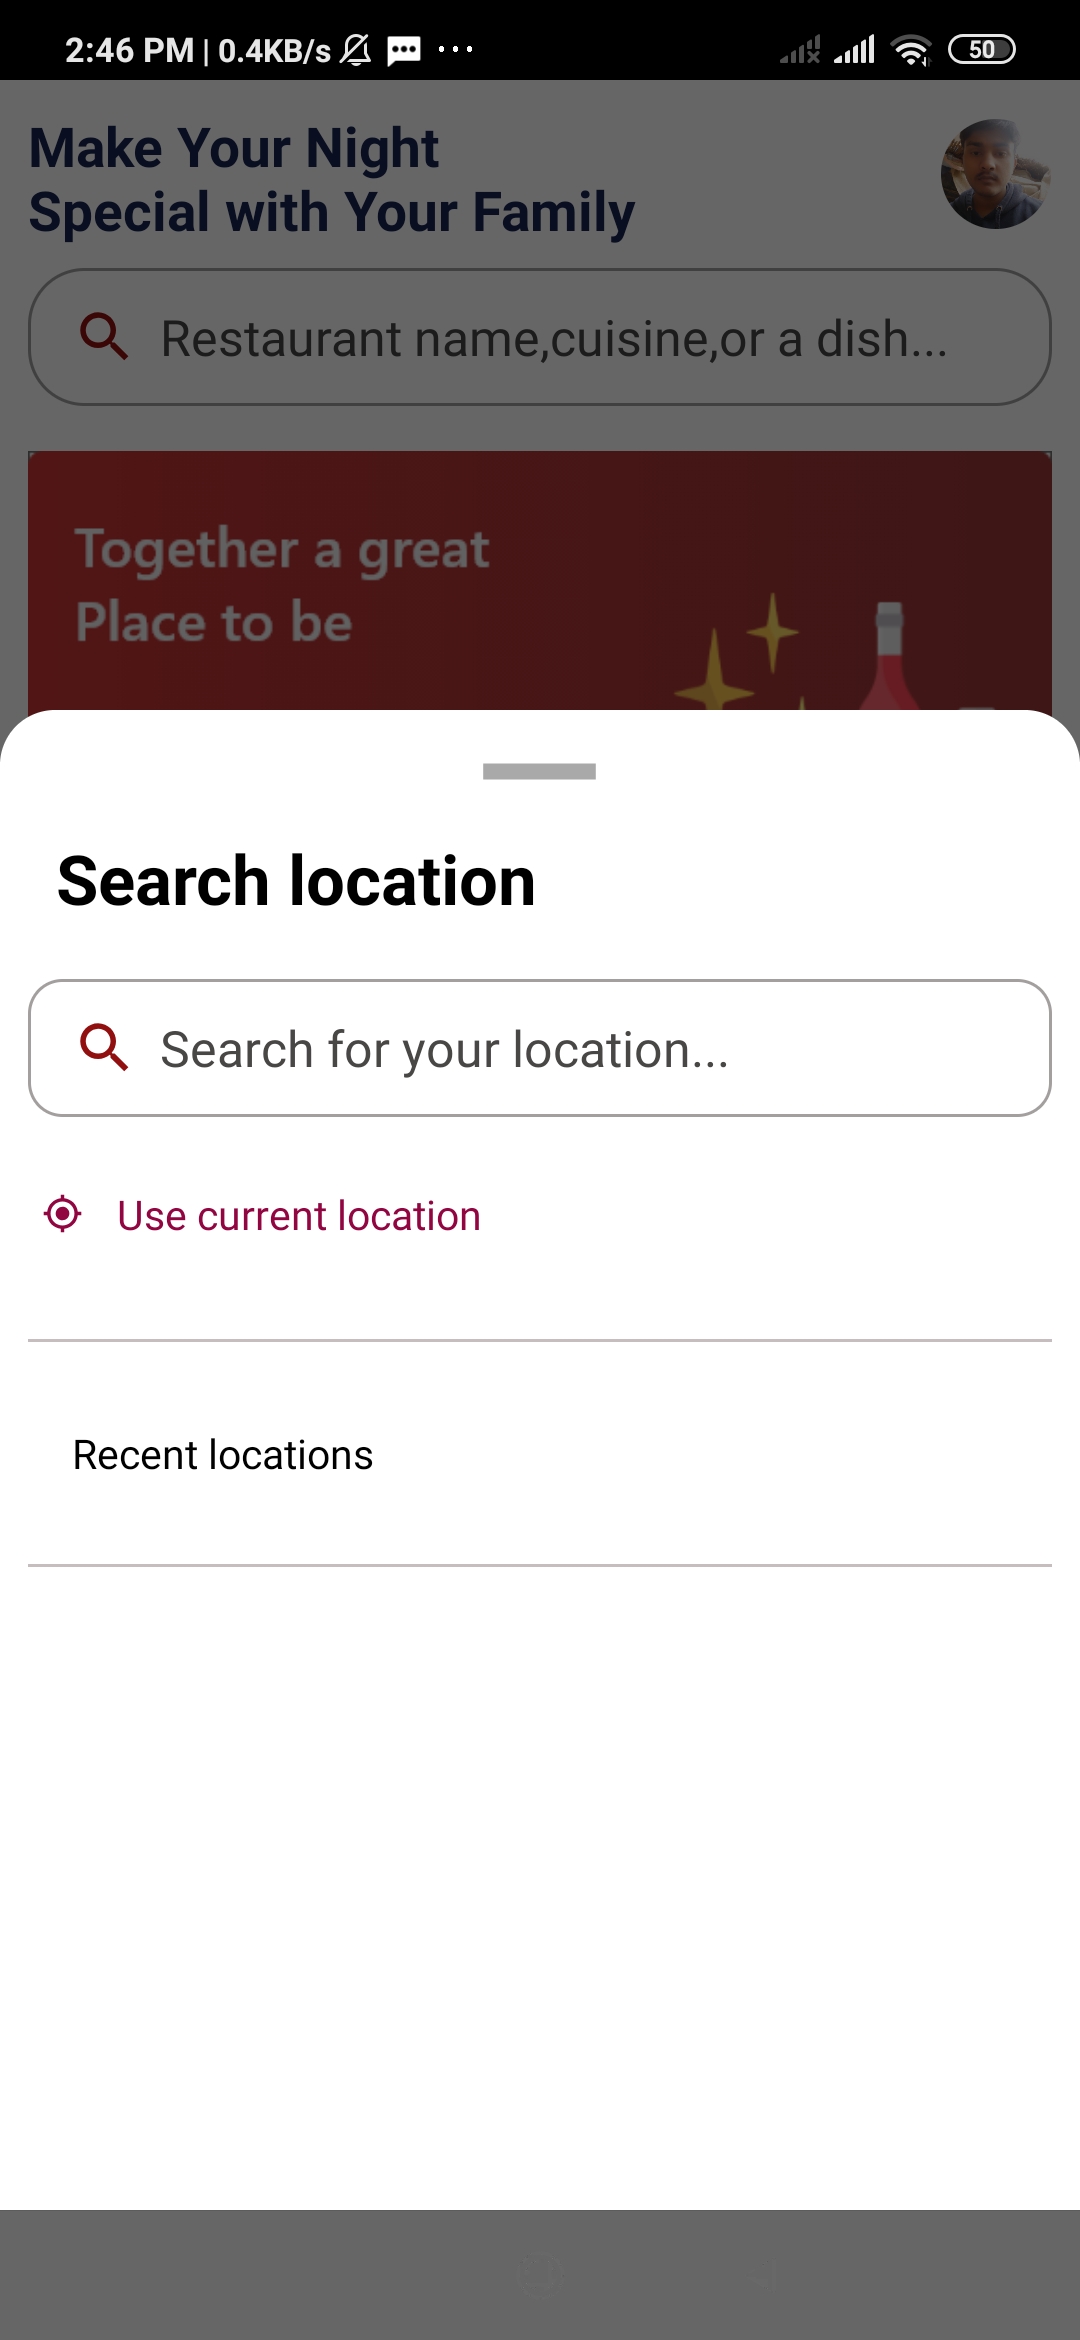 2:46 PM | 0.4KB/s
50
Make Your Night
Special with Your Family
Restaurant name,cuisine,or a dish...
Together a great
Place to be
Search location
Search for your location...
Use current location
Recent locations